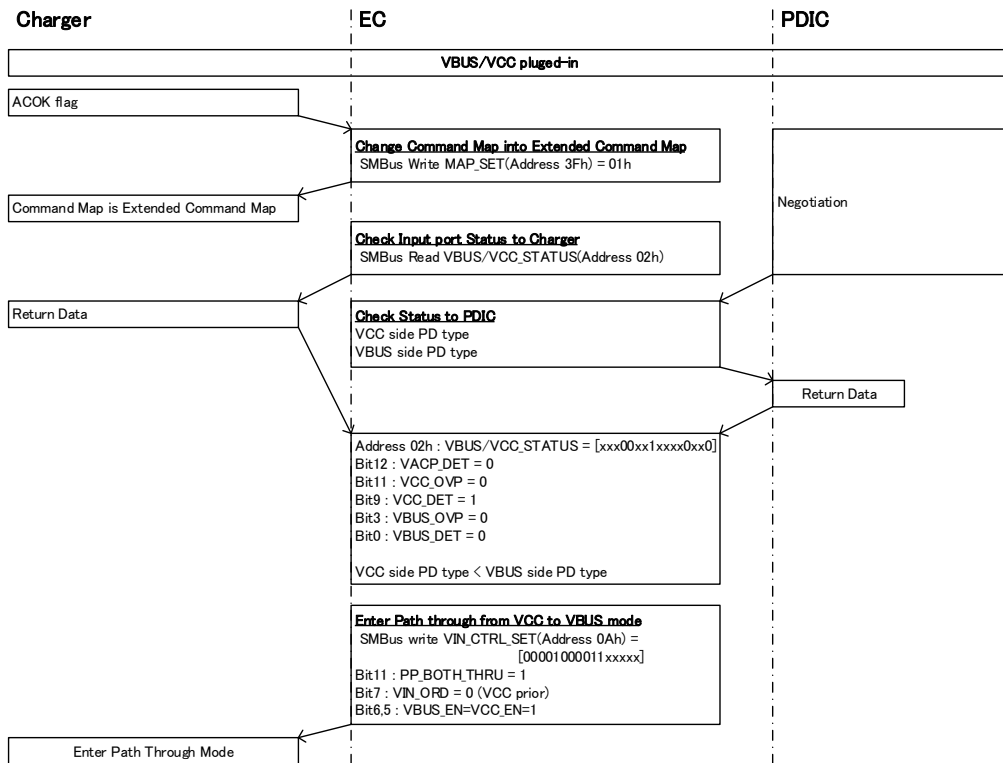 Charger
EC
PDIC
VBUS/VCC pluged-in
ACOK flag
Change Command Map into Extended Command Map
SMBus Write MAP_SET(Address 3Fh) = 01h
Command Map is Extended Command Map
Negotiation
Check Input port Status to Charger
SMBus Read VBUS/VCC_STATUS(Address 02h)
Return Data
Check Status to PDIC
VCC side PD type
VBUS side PD type
Return Data
Address 02h : VBUS/VCC_STATUS = [xxx00xx1xxxx0xx0]
Bit12 : VACP_DET = 0
Bit11 : VCC_OVP = 0
Bit9 : VCC_DET = 1
Bit3 : VBUS_OVP = 0
Bit0 : VBUS_DET = 0
VCC side PD type < VBUS side PD type
Enter Path through from VCC to VBUS mode
SMBus write VIN_CTRL_SET(Address 0Ah) =
[00001000011xxxxx]
Bit11 : PP_BOTH_THRU = 1
Bit7 : VIN_ORD = 0 (VCC prior)
Bit6,5 : VBUS_EN=VCC_EN=1
Enter Path Through Mode